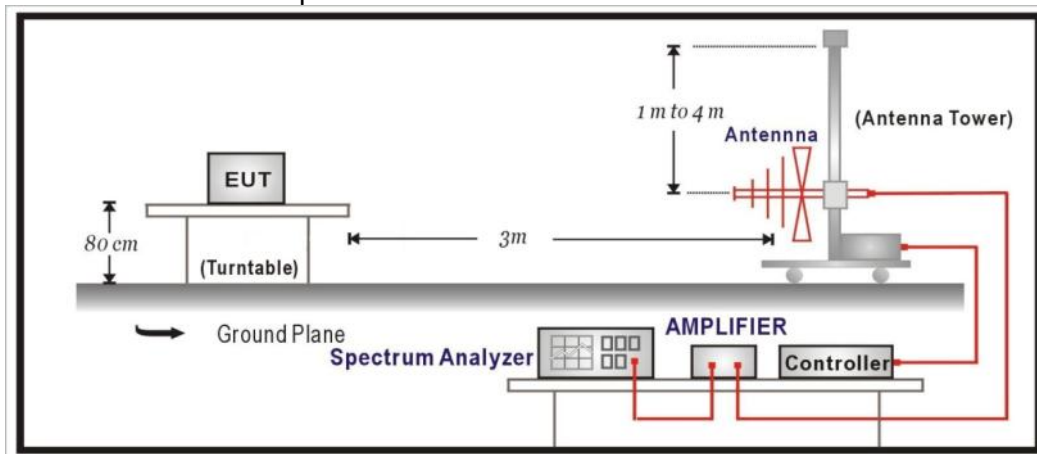 1 m to 4 m
(Antenna Tower)
Antennna
EUT
80 cm
3m
(Turntable)
Ground Plane
AMPLIFIER
Spectrum Analyzer
Controller